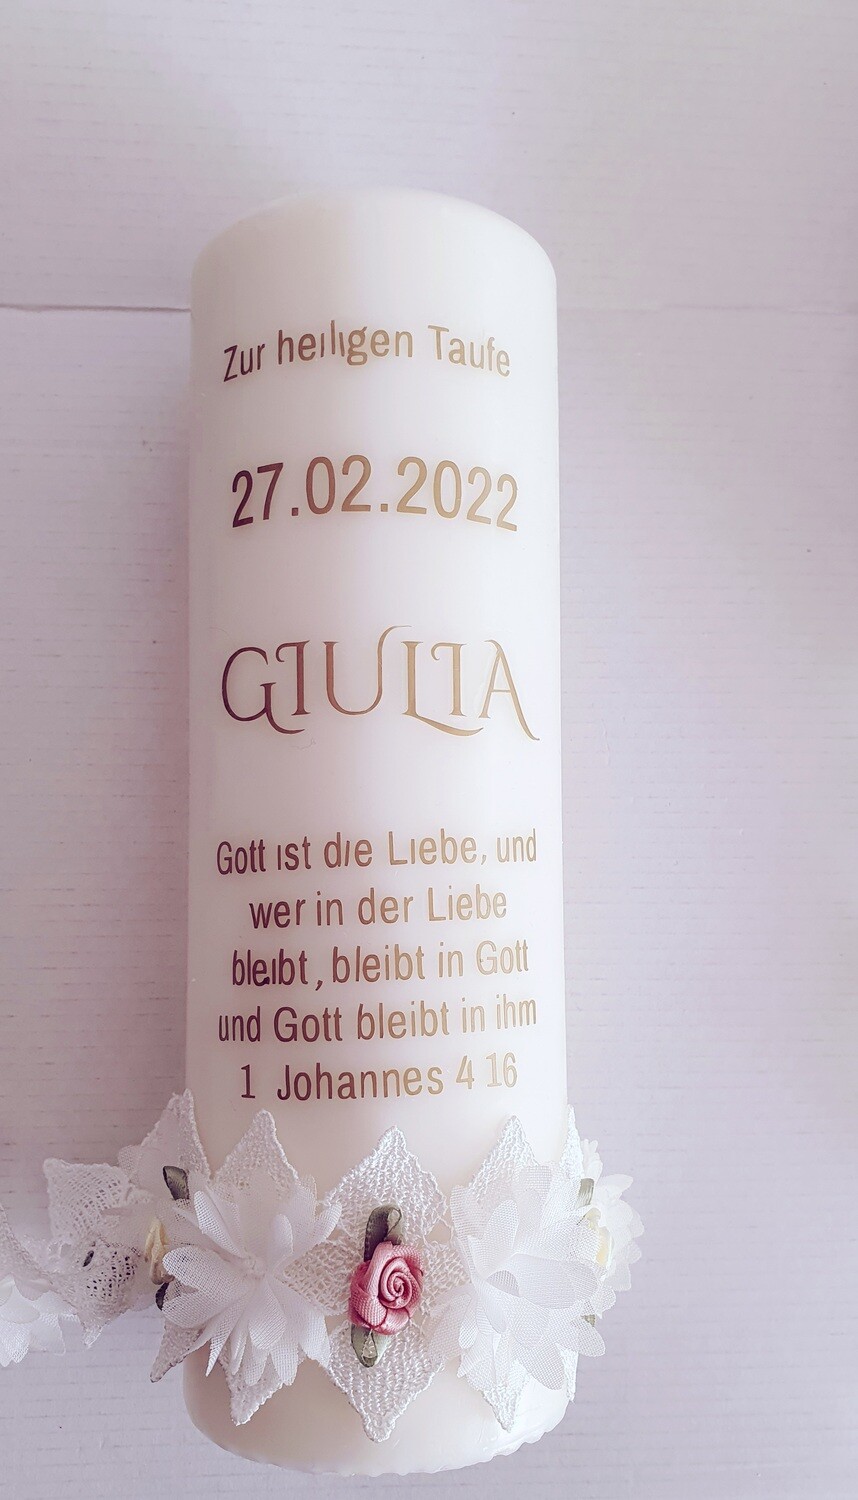 Zur heiligen Taufe
27.02.2022
GIULIA
Gott ist die Liebe, und
wer in der Liebe
bleibt, bleibt in Gott
und Gott bleibt in ihm
1 Johannes 4 16